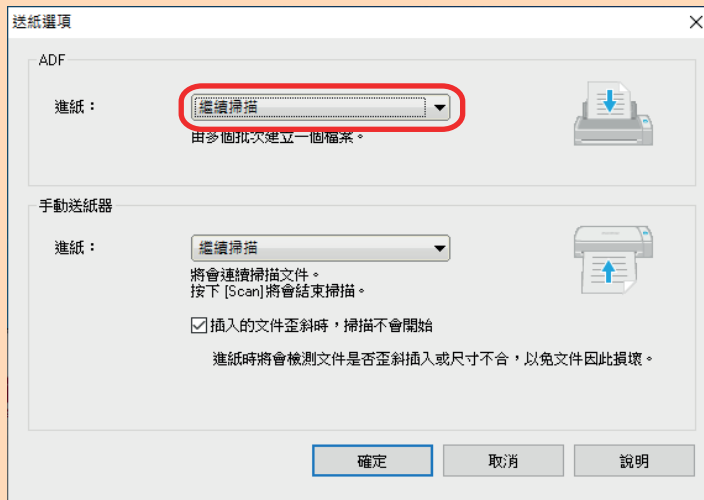 送紙選項
ADF
進紙：
繼續掃描
由多個批次建立一個檔案。
手動送紙器
進紙：
繼續掃描
將會連續掃描文件。
按下 [Scan]將會結束掃描。
插入的文件歪斜時，掃描不會開始
進紙時將會檢測文件是否歪斜插入或尺寸不合，以免文件因此損壞。
確定
取消
說明